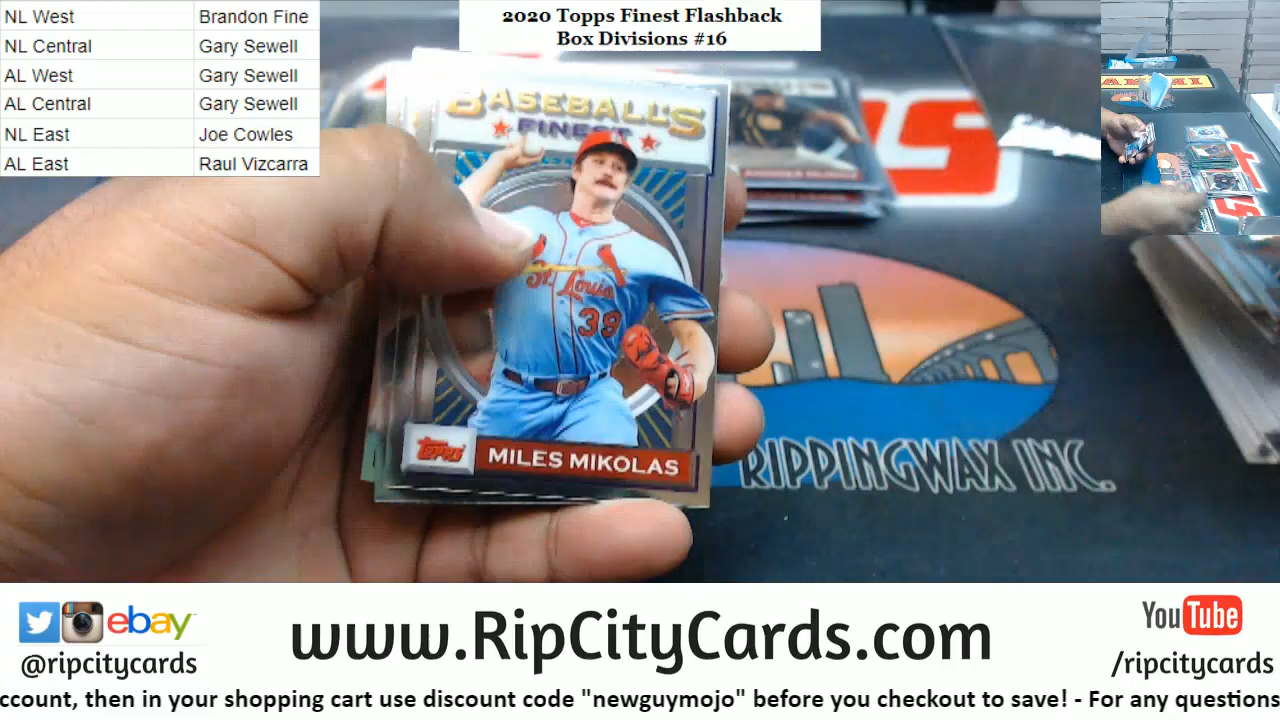 NL West Brandon Fine
NL Central Gary Sewell
AL West Gary Sewell
AL Central Gary Sewell
NL East Joe Cowles
AL East Raul Vizcarra
2020 Topps Finest Flashback
Box Divisions #16
BASEBALL'S
FINEST
St. Louis
39
Topps
MILES MIKOLAS
RIPPINGWAX INC.
ebay
@ripcitycards
www.RipCityCards.com
YouTube
/ripcitycards
ccount, then in your shopping cart use discount code "newguymojo" before you checkout to save! - For any questions